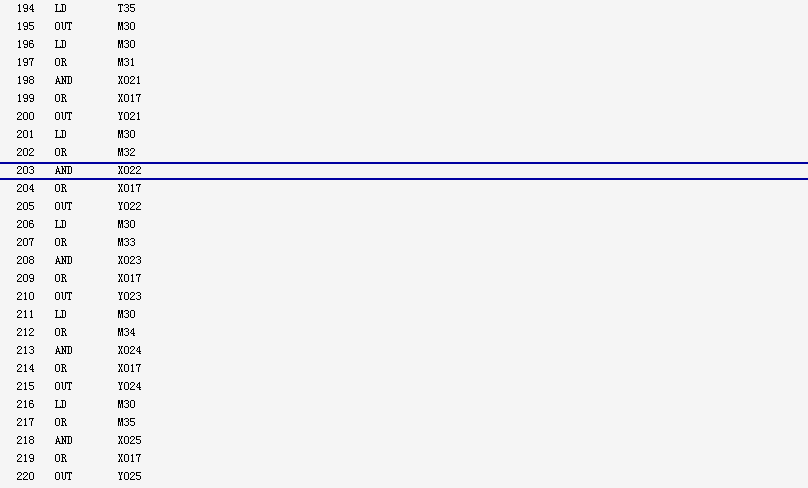 194 LD T35
195 OUT M30
196 LD M30
197 OR M31
198 AND X021
199 OR X017
200 OUT Y021
201 LD M30
202 OR M32
203 AND X022
204 OR X017
205 OUT Y022
206 LD M30
207 OR M33
208 AND X023
209 OR X017
210 OUT Y023
211 LD M30
212 OR M34
213 AND X024
214 OR X017
215 OUT Y024
216 LD M30
217 OR M35
218 AND X025
219 OR X017
220 OUT Y025